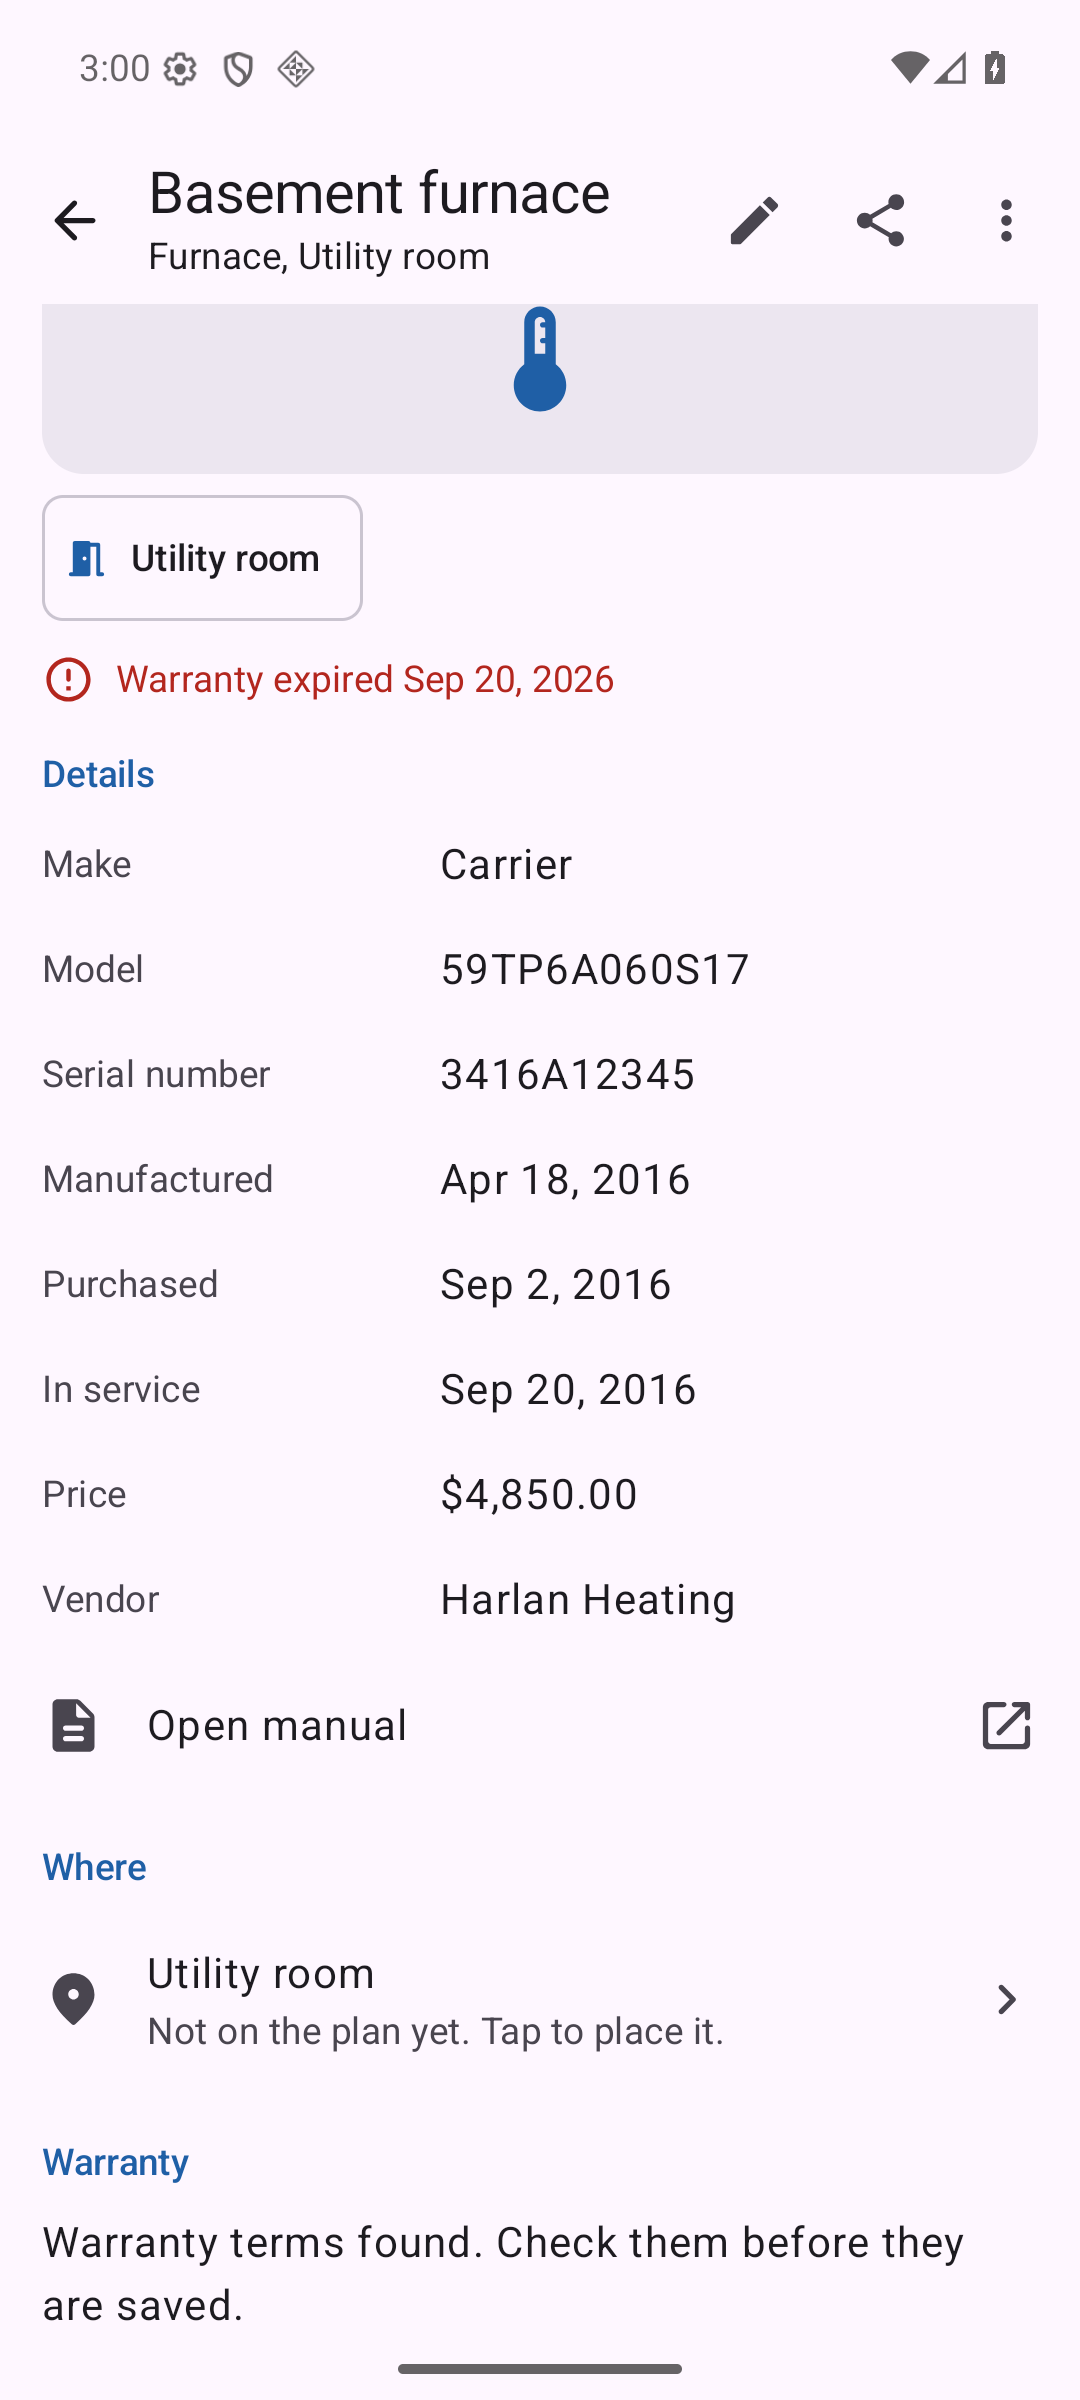 3:00
Basement furnace
Furnace, Utility room
Utility room
Warranty expired Sep 20, 2026
Details
Make Carrier
Model 59TP6A060S17
Serial number 3416A12345
Manufactured Apr 18, 2016
Purchased Sep 2, 2016
In service Sep 20, 2016
Price $4,850.00
Vendor Harlan Heating
Open manual
Where
Utility room
Not on the plan yet. Tap to place it.
Warranty
Warranty terms found. Check them before they
are saved.